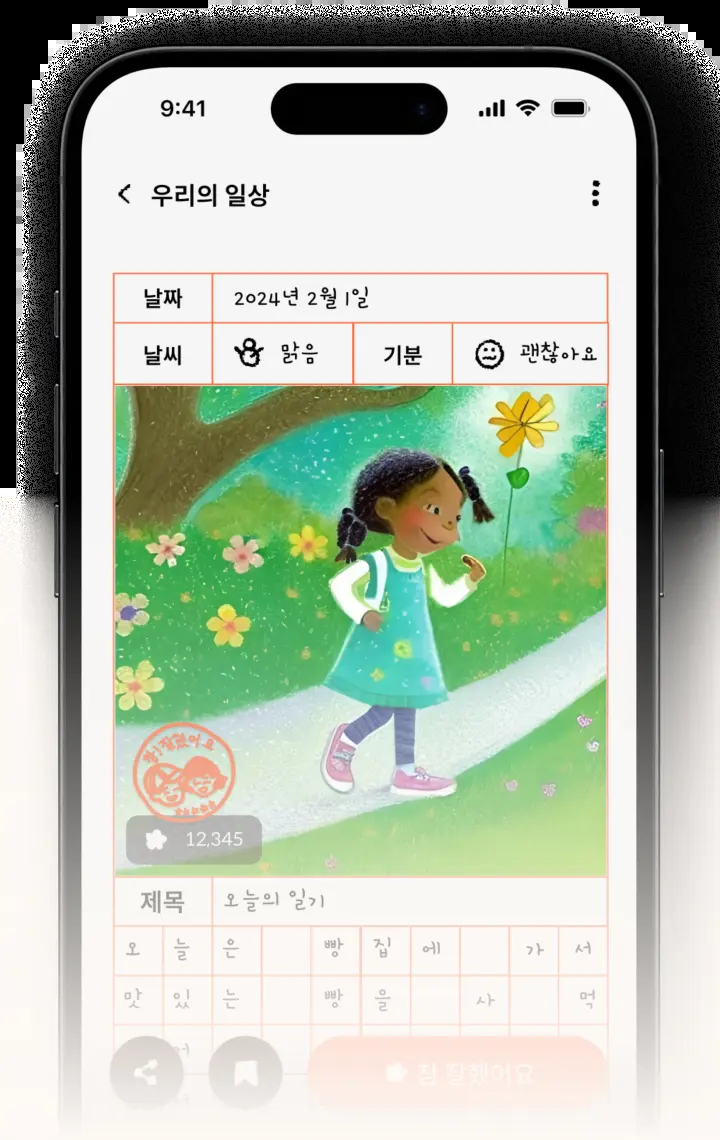 9:41
우리의 일상
날짜 2024년 2월 1일
날씨 맑음 기분 괜찮아요
참! 잘했어요
12,345
제목 오늘의 일기
오늘은 빵집에 가서
맛있는 빵을 사 먹
어
참 잘했어요